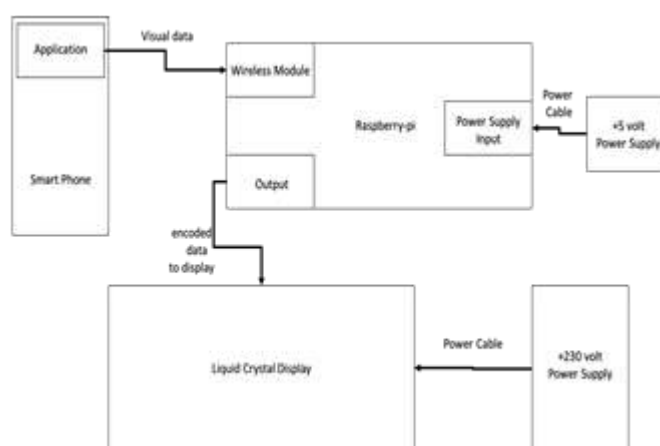 Application
Visual data
Wireless Module
Raspberry-pi
Power Supply
Input
Power
Cable
+5 volt
Power Supply
Smart Phone
Output
encoded
data
to display
Liquid Crystal Display
Power Cable
+230 volt
Power Supply